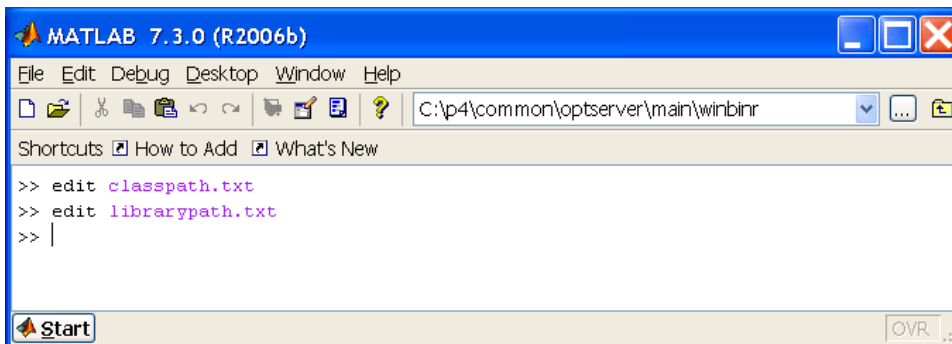 MATLAB 7.3.0 (R2006b)
File Edit Debug Desktop Window Help
C:\p4\common\optserver\main\winbinr
...
Shortcuts How to Add What's New
>> edit classpath.txt
>> edit librarypath.txt
>>
Start
OVR